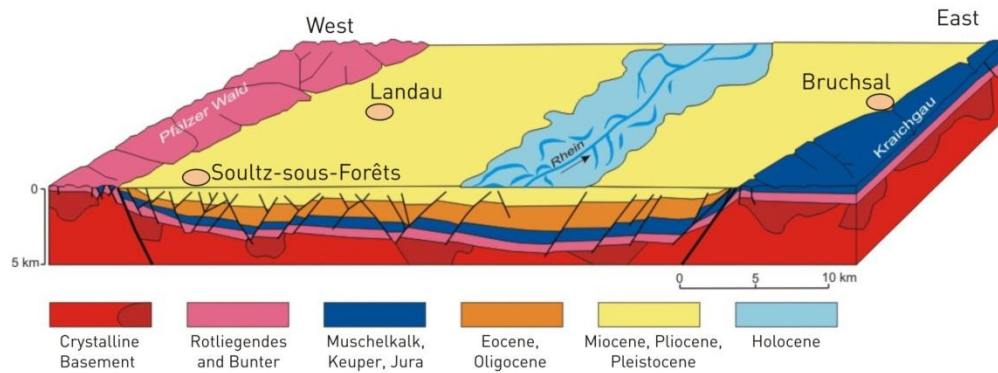 West
East
Pfälzer Wald
Landau
Bruchsal
Kraichgau
Rhein
Soultz-sous-Forêts
0
5 km
0 5 10 km
Crystalline
Basement
Rotliegendes
and Bunter
Muschelkalk,
Keuper, Jura
Eocene,
Oligocene
Miocene, Pliocene,
Pleistocene
Holocene